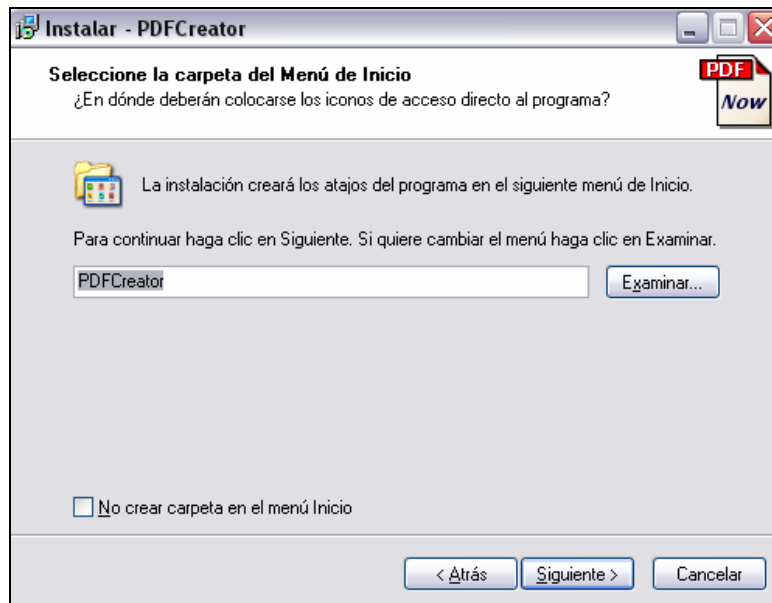 Instalar - PDFCreator
Seleccione la carpeta del Menú de Inicio
¿En dónde deberán colocarse los iconos de acceso directo al programa?
PDF
Now
La instalación creará los atajos del programa en el siguiente menú de Inicio.
Para continuar haga clic en Siguiente. Si quiere cambiar el menú haga clic en Examinar.
PDFCreator
Examinar...
No crear carpeta en el menú Inicio
< Atrás
Siguiente >
Cancelar